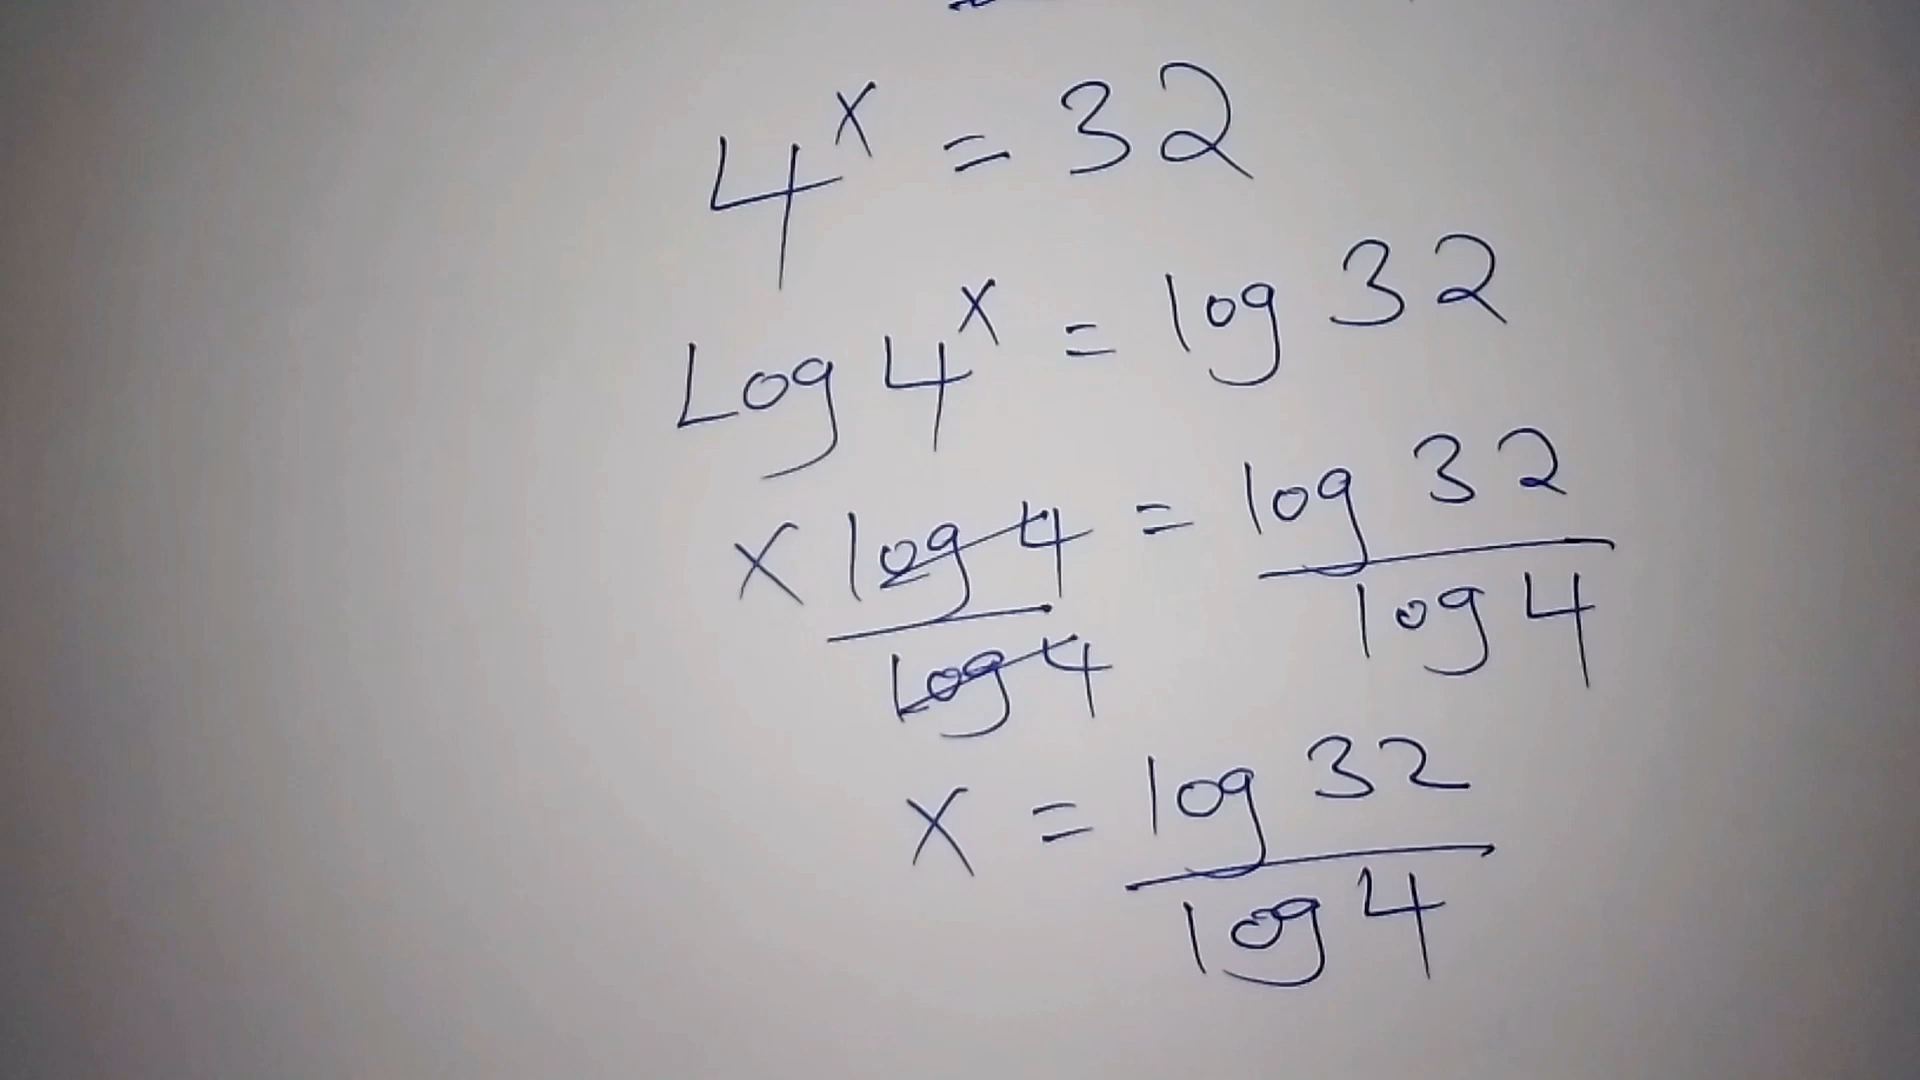 4^x = 32
Log 4^x = log 32
x log 4 / log 4 = log 32 / log 4
x = log 32 / log 4